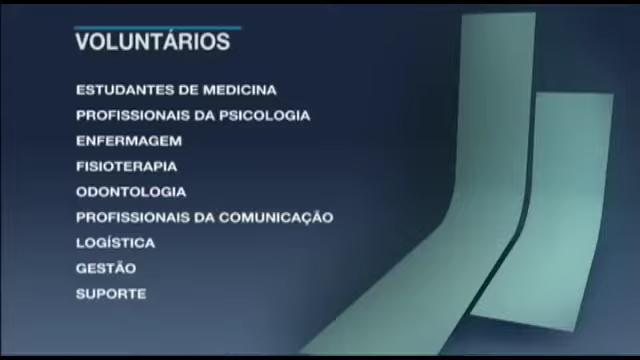 VOLUNTÁRIOS
ESTUDANTES DE MEDICINA
PROFISSIONAIS DA PSICOLOGIA
ENFERMAGEM
FISIOTERAPIA
ODONTOLOGIA
PROFISSIONAIS DA COMUNICAÇÃO
LOGÍSTICA
GESTÃO
SUPORTE